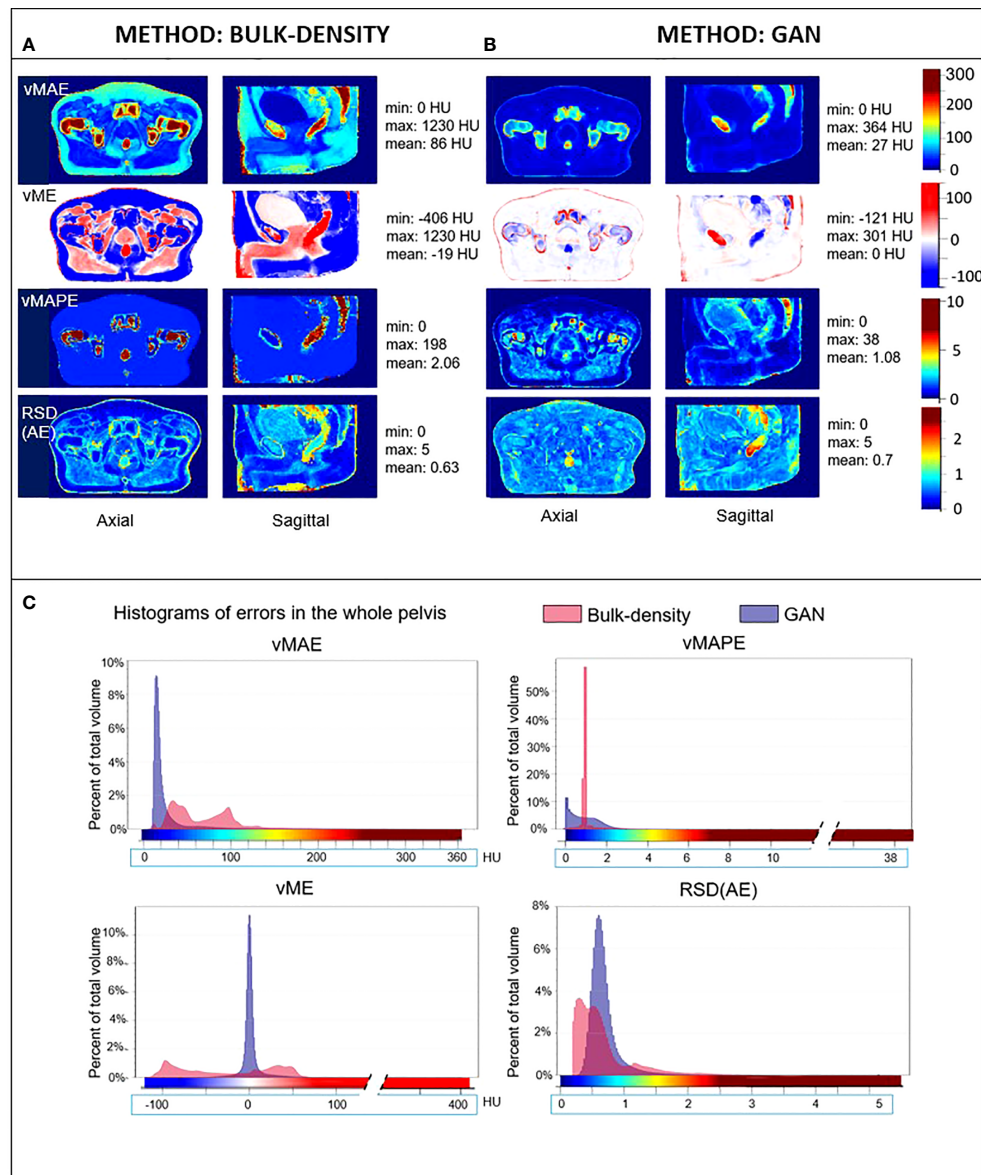 A
METHOD: BULK-DENSITY
B
METHOD: GAN
vMAE
min: 0 HU
max: 1230 HU
mean: 86 HU
min: 0 HU
max: 364 HU
mean: 27 HU
300
200
100
0
vME
min: -406 HU
max: 1230 HU
mean: -19 HU
min: -121 HU
max: 301 HU
mean: 0 HU
100
0
-100
vMAPE
min: 0
max: 198
mean: 2.06
min: 0
max: 38
mean: 1.08
10
5
0
RSD
(AE)
min: 0
max: 5
mean: 0.63
min: 0
max: 5
mean: 0.7
2
1
0
Axial
Sagittal
Axial
Sagittal
C
Histograms of errors in the whole pelvis
Bulk-density
GAN
vMAE
Percent of total volume
10%
8%
6%
4%
2%
0%
0 100 200 300 360 HU
vMAPE
Percent of total volume
50%
40%
30%
20%
10%
0%
0 2 4 6 8 10 38
vME
Percent of total volume
10%
8%
6%
4%
2%
0%
-100 0 100 400 HU
RSD(AE)
Percent of total volume
8%
6%
4%
2%
0%
0 1 2 3 4 5